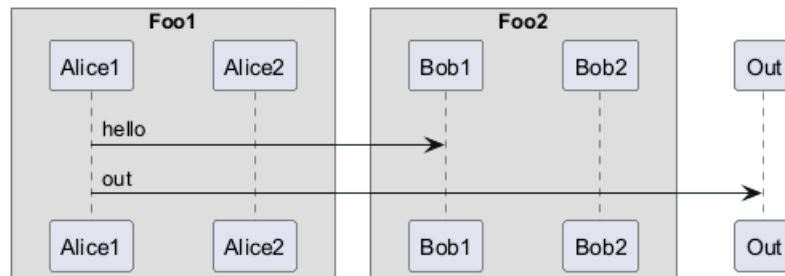 Foo1
Foo2
Alice1
Alice2
Bob1
Bob2
Out
hello
out
Alice1
Alice2
Bob1
Bob2
Out